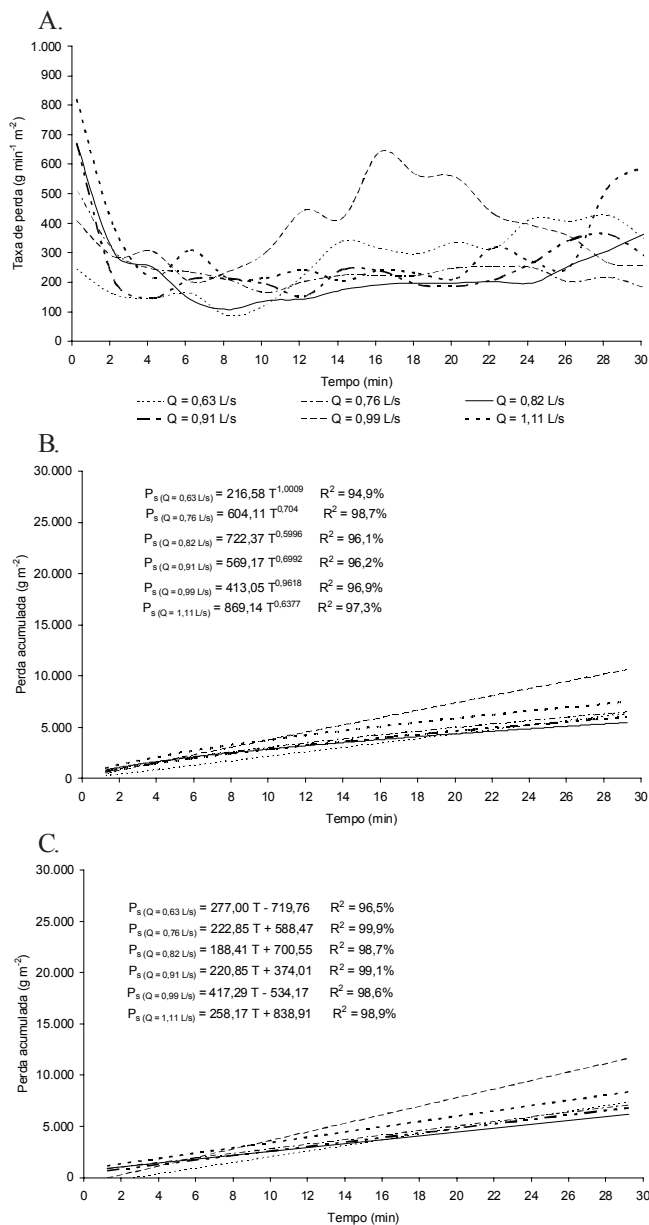 A.
1.000
900
800
700
600
500
400
300
200
100
0
Taxa de perda (g min⁻¹ m⁻²)
0 2 4 6 8 10 12 14 16 18 20 22 24 26 28 30
Tempo (min)
Q = 0,63 L/s Q = 0,76 L/s Q = 0,82 L/s
Q = 0,91 L/s Q = 0,99 L/s Q = 1,11 L/s
B.
30.000
25.000
20.000
15.000
10.000
5.000
0
Perda acumulada (g m⁻²)
Pₛ (Q = 0,63 L/s) = 216,58 T¹˒⁰⁰⁰⁹ R² = 94,9%
Pₛ (Q = 0,76 L/s) = 604,11 T⁰˒⁷⁰⁴ R² = 98,7%
Pₛ (Q = 0,82 L/s) = 722,37 T⁰˒⁵⁹⁹⁶ R² = 96,1%
Pₛ (Q = 0,91 L/s) = 569,17 T⁰˒⁶⁹⁹² R² = 96,2%
Pₛ (Q = 0,99 L/s) = 413,05 T⁰˒⁹⁶¹⁸ R² = 96,9%
Pₛ (Q = 1,11 L/s) = 869,14 T⁰˒⁶³⁷⁷ R² = 97,3%
0 2 4 6 8 10 12 14 16 18 20 22 24 26 28 30
Tempo (min)
C.
30.000
25.000
20.000
15.000
10.000
5.000
0
Perda acumulada (g m⁻²)
Pₛ (Q = 0,63 L/s) = 277,00 T - 719,76 R² = 96,5%
Pₛ (Q = 0,76 L/s) = 222,85 T + 588,47 R² = 99,9%
Pₛ (Q = 0,82 L/s) = 188,41 T + 700,55 R² = 98,7%
Pₛ (Q = 0,91 L/s) = 220,85 T + 374,01 R² = 99,1%
Pₛ (Q = 0,99 L/s) = 417,29 T - 534,17 R² = 98,6%
Pₛ (Q = 1,11 L/s) = 258,17 T + 838,91 R² = 98,9%
0 2 4 6 8 10 12 14 16 18 20 22 24 26 28 30
Tempo (min)